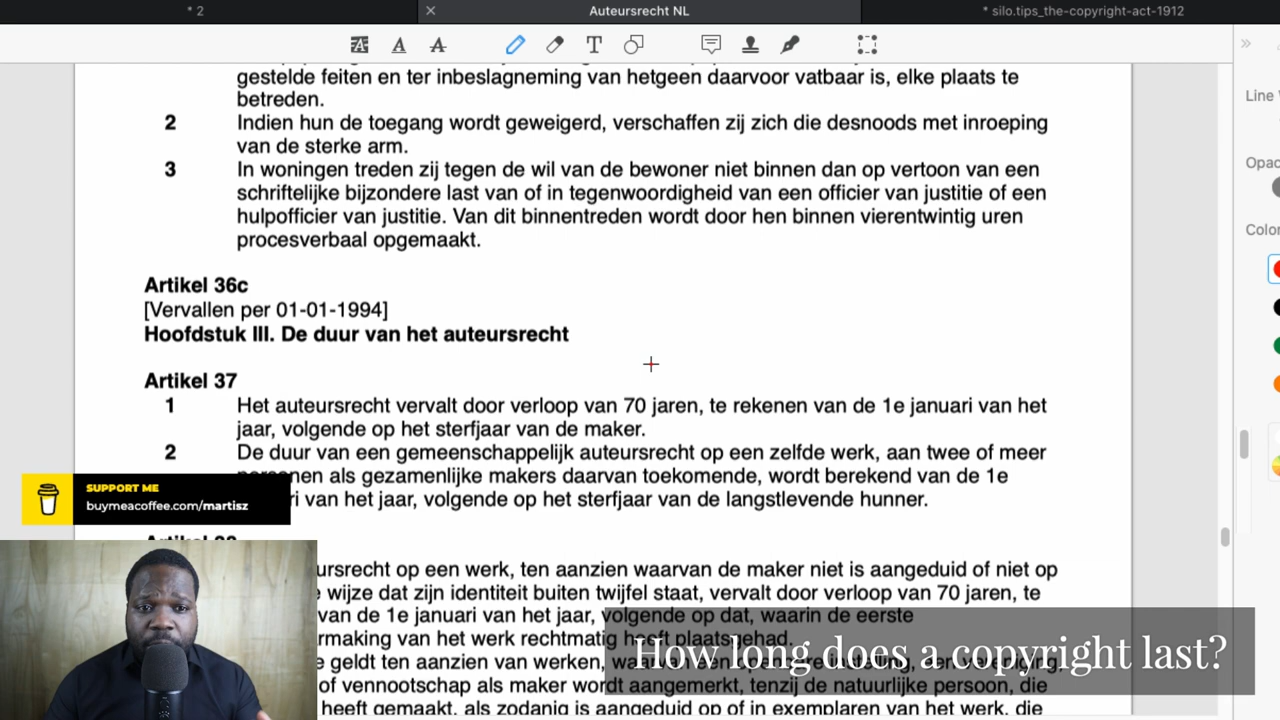 * 2
Auteursrecht NL
* silo.tips_the-copyright-act-1912
gestelde feiten en ter inbeslagneming van hetgeen daarvoor vatbaar is, elke plaats te
betreden.
2 Indien hun de toegang wordt geweigerd, verschaffen zij zich die desnoods met inroeping
van de sterke arm.
3 In woningen treden zij tegen de wil van de bewoner niet binnen dan op vertoon van een
schriftelijke bijzondere last van of in tegenwoordigheid van een officier van justitie of een
hulpofficier van justitie. Van dit binnentreden wordt door hen binnen vierentwintig uren
procesverbaal opgemaakt.
Artikel 36c
[Vervallen per 01-01-1994]
Hoofdstuk III. De duur van het auteursrecht
Artikel 37
1 Het auteursrecht vervalt door verloop van 70 jaren, te rekenen van de 1e januari van het
jaar, volgende op het sterfjaar van de maker.
2 De duur van een gemeenschappelijk auteursrecht op een zelfde werk, aan twee of meer
als gezamenlijke makers daarvan toekomende, wordt berekend van de 1e
van het jaar, volgende op het sterfjaar van de langstlevende hunner.
SUPPORT ME
buymeacoffee.com/martisz
ursrecht op een werk, ten aanzien waarvan de maker niet is aangeduid of niet op
wijze dat zijn identiteit buiten twijfel staat, vervalt door verloop van 70 jaren, te
van de 1e januari van het jaar, volgende op dat, waarin de eerste
rmaking van het werk rechtmatig heeft plaatsgehad.
How long does a copyright last?
geldt ten aanzien van werken,
of vennootschap als maker wordt aangemerkt, tenzij de natuurlijke persoon, die
heeft gemaakt, als zodanig is aangeduid op of in exemplaren van het werk, die
Line
Opac
Color